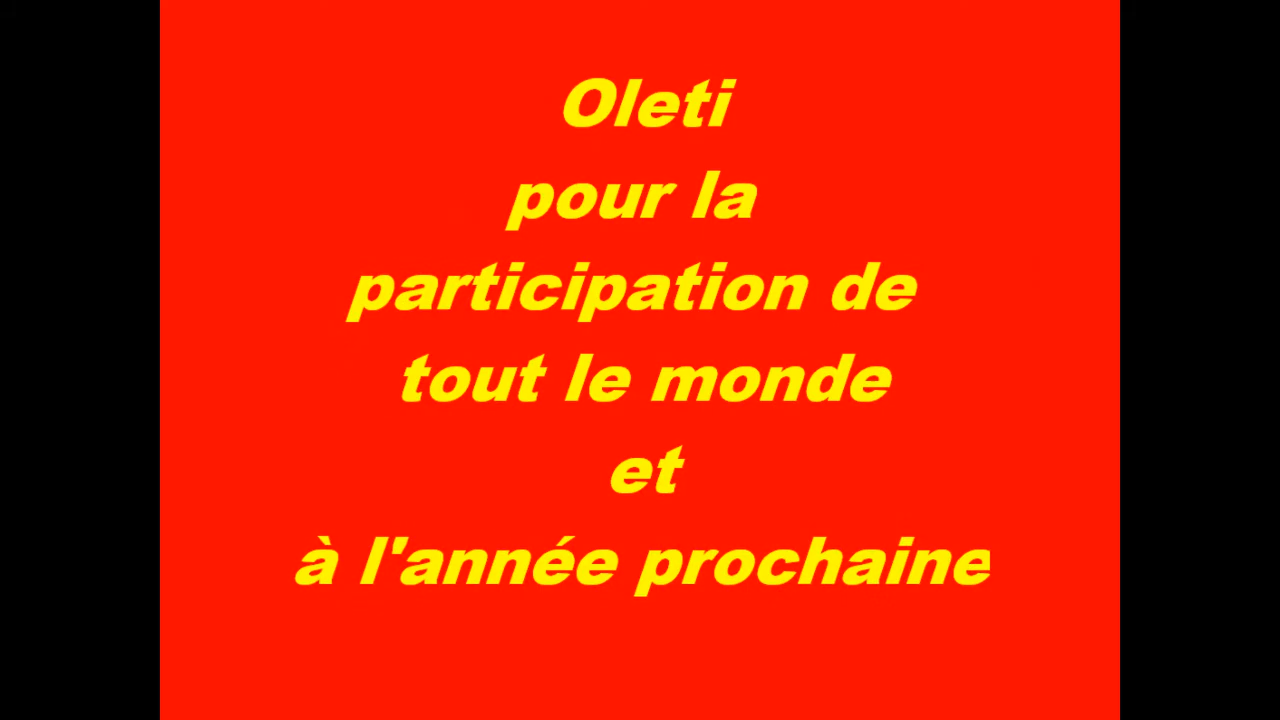 Oleti
pour la
participation de
tout le monde
et
à l'année prochaine